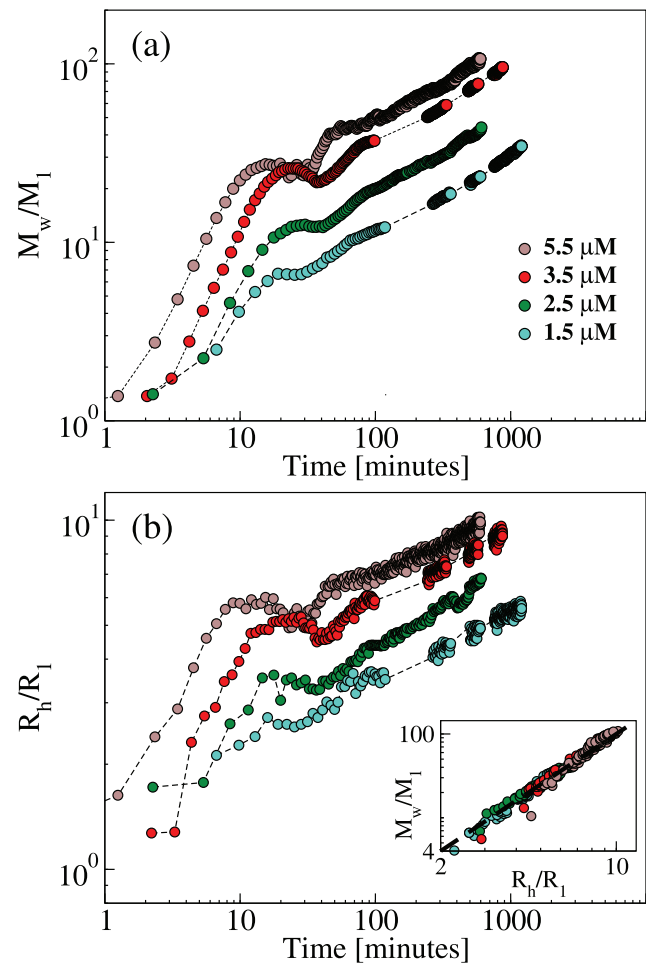 (a)
10^2
10^1
10^0
M_w/M_1
5.5 μM
3.5 μM
2.5 μM
1.5 μM
1 10 100 1000
Time [minutes]
(b)
10^1
10^0
R_h/R_1
100
4
M_w/M_1
2 10
R_h/R_1
1 10 100 1000
Time [minutes]